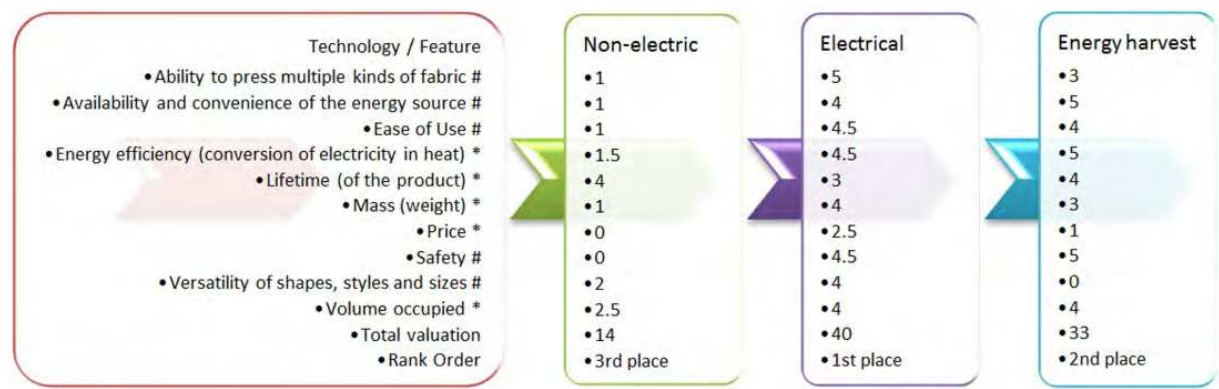 Technology / Feature
•Ability to press multiple kinds of fabric #
•Availability and convenience of the energy source #
•Ease of Use #
•Energy efficiency (conversion of electricity in heat) *
•Lifetime (of the product) *
•Mass (weight) *
•Price *
•Safety #
•Versatility of shapes, styles and sizes #
•Volume occupied *
•Total valuation
•Rank Order
Non-electric
•1
•1
•1
•1.5
•4
•1
•0
•0
•2
•2.5
•14
•3rd place
Electrical
•5
•4
•4.5
•4.5
•3
•4
•2.5
•4.5
•4
•4
•40
•1st place
Energy harvest
•3
•5
•4
•5
•4
•3
•1
•5
•0
•4
•33
•2nd place